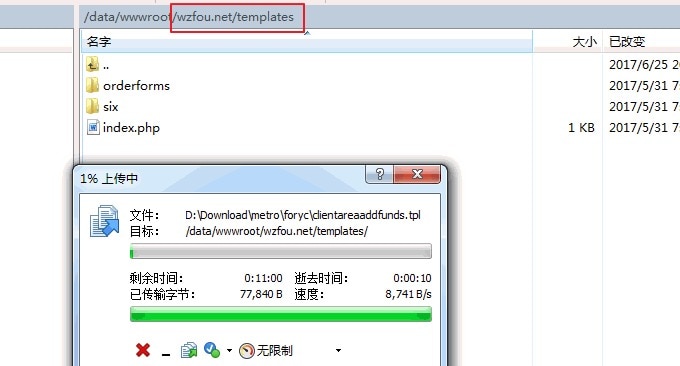 /data/wwwroot/wzfou.net/templates
名字 大小 已改变
.. 2017/6/25 20
orderforms 2017/5/31 7:
six 2017/5/31 7:
index.php 1 KB 2017/5/31 7:
1% 上传中
文件: D:\Download\metro\foryc\clientareaaddfunds.tpl
目标: /data/wwwroot/wzfou.net/templates/
剩余时间: 0:11:00 逝去时间: 0:00:10
已传输字节: 77,840 B 速度: 8,741 B/s
无限制